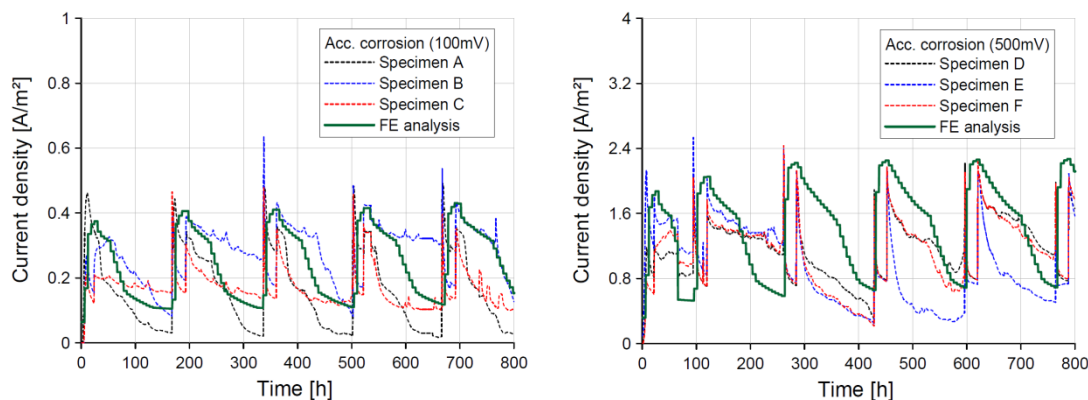 Acc. corrosion (100mV)
Specimen A
Specimen B
Specimen C
FE analysis
Current density [A/m²]
1
0.8
0.6
0.4
0.2
0
0 100 200 300 400 500 600 700 800
Time [h]
Acc. corrosion (500mV)
Specimen D
Specimen E
Specimen F
FE analysis
Current density [A/m²]
4
3.2
2.4
1.6
0.8
0
0 100 200 300 400 500 600 700 800
Time [h]